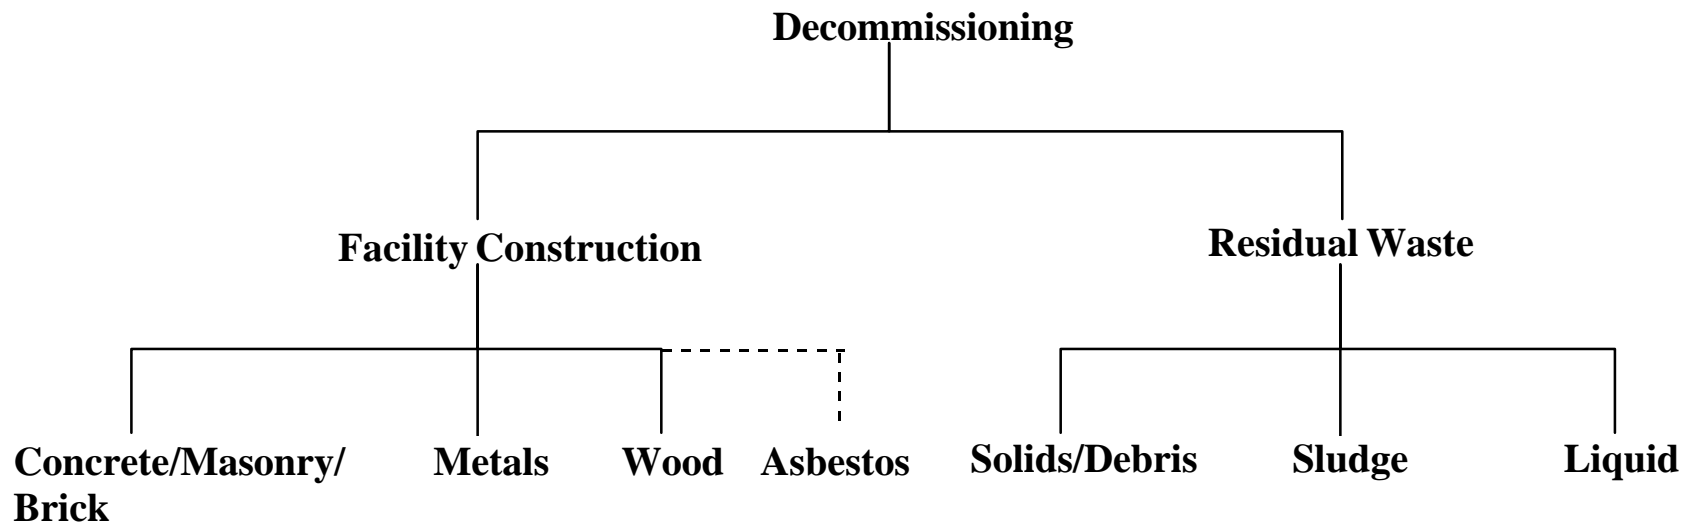 Decommissioning
Facility Construction
Residual Waste
Concrete/Masonry/
Brick
Metals
Wood
Asbestos
Solids/Debris
Sludge
Liquid